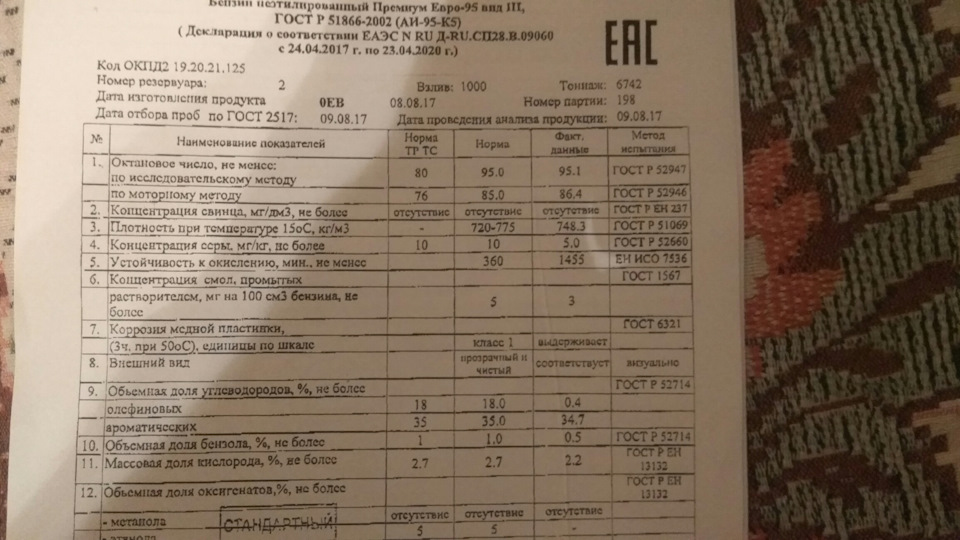 Бензин неэтилированный Премиум Евро-95 вид III,
ГОСТ Р 51866-2002 (АИ-95-К5)
( Декларация о соответствии ЕАЭС N RU Д-RU.СП28.В.09060
с 24.04.2017 г. по 23.04.2020 г.)
EAC
Код ОКПД2 19.20.21.125
Номер резервуара: 2 Взлив: 1000 Тоннаж: 6742
Дата изготовления продукта 0ЕВ 08.08.17 Номер партии: 198
Дата отбора проб по ГОСТ 2517: 09.08.17 Дата проведения анализа продукции: 09.08.17
№ Наименование показателей Норма ТР ТС Норма Факт. данные Метод испытания
1. Октановое число, не менее:
по исследовательскому методу 80 95.0 95.1 ГОСТ Р 52947
по моторному методу 76 85.0 86.4 ГОСТ Р 52946
2. Концентрация свинца, мг/дм3, не более отсутствие отсутствие отсутствие ГОСТ Р ЕН 237
3. Плотность при температуре 15оС, кг/м3 - 720-775 748.3 ГОСТ Р 51069
4. Концентрация серы, мг/кг, не более 10 10 5.0 ГОСТ Р 52660
5. Устойчивость к окислению, мин., не менее 360 1455 ЕН ИСО 7536
6. Концентрация смол, промытых ГОСТ 1567
растворителем, мг на 100 см3 бензина, не
более 5 3
7. Коррозия медной пластинки, ГОСТ 6321
(3ч. при 50оС), единицы по шкале класс 1 выдерживает
8. Внешний вид прозрачный и чистый соответствует визуально
9. Обьемная доля углеводородов, %, не более ГОСТ Р 52714
олефиновых 18 18.0 0.4
ароматических 35 35.0 34.7
10. Объемная доля бензола, %, не более 1 1.0 0.5 ГОСТ Р 52714
11. Массовая доля кислорода, %, не более 2.7 2.7 2.2 ГОСТ Р ЕН 13132
12. Обьемная доля оксигенатов,%, не более ГОСТ Р ЕН 13132
- метанола отсутствие отсутствие отсутствие
СТАНДАРТНЫЙ
- этанола 5 5 -